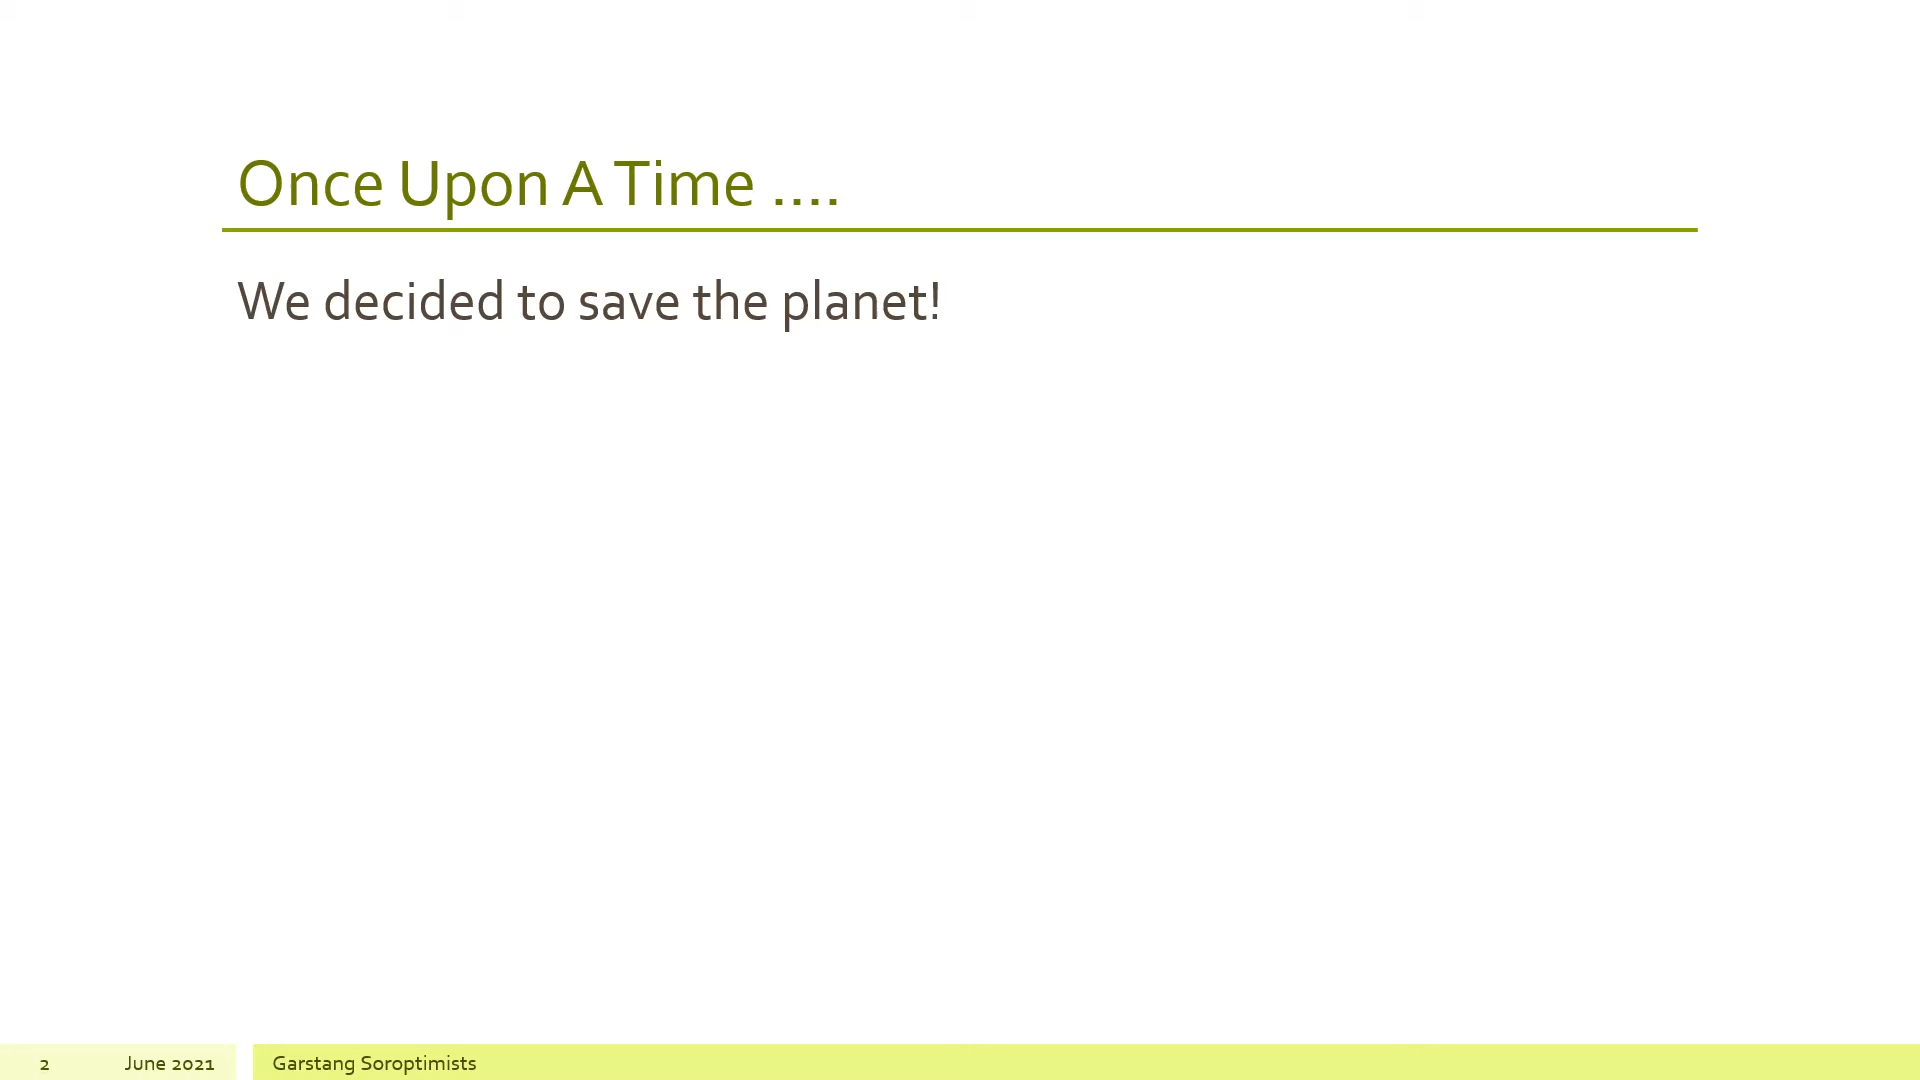 Once Upon A Time ....
We decided to save the planet!
2 June 2021 Garstang Soroptimists